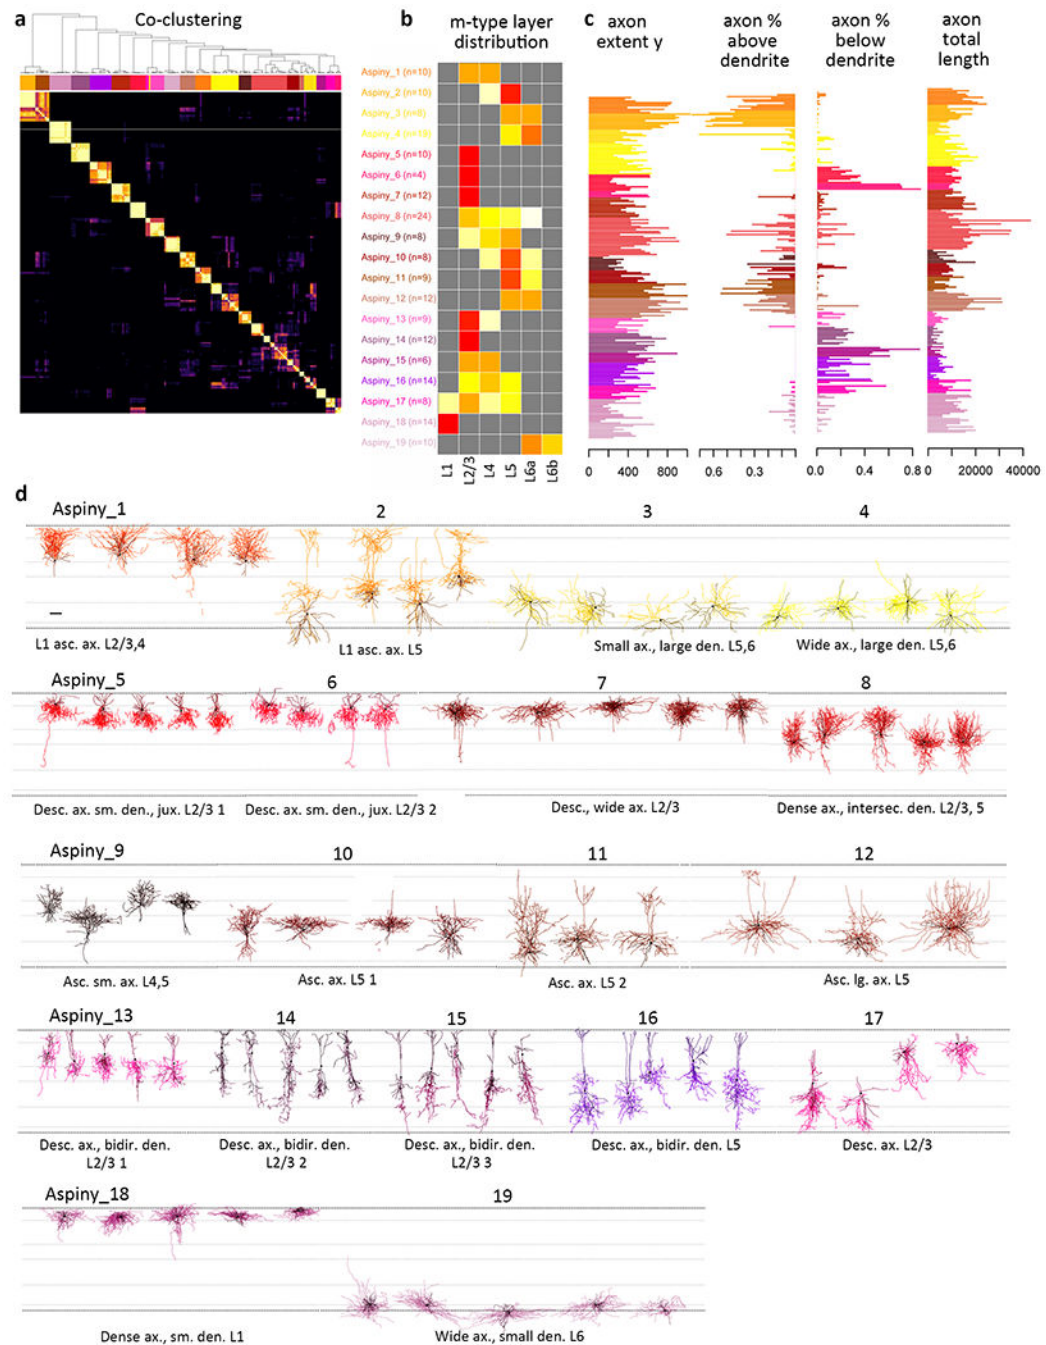 a
Co-clustering
b
m-type layer
distribution
Aspiny_1 (n=10)
Aspiny_2 (n=10)
Aspiny_5 (n=10)
Aspiny_6 (n=4)
Aspiny_7 (n=12)
Aspiny_8 (n=24)
Aspiny_9 (n=8)
Aspiny_10 (n=8)
Aspiny_11 (n=9)
Aspiny_12 (n=12)
Aspiny_13 (n=9)
Aspiny_14 (n=12)
Aspiny_15 (n=6)
Aspiny_16 (n=14)
Aspiny_17 (n=8)
Aspiny_18 (n=14)
Aspiny_19 (n=10)
L1
L2/3
L4
L5
L6a
L6b
c
axon
extent y
axon %
above
dendrite
axon %
below
dendrite
axon
total
length
0 400 1000
0.6 0.3
0.0 0.4 0.8
0 20000 40000
d
Aspiny_1 2 3 4
L1 asc. ax. L2/3,4
L1 asc. ax. L5
Small ax., large den. L5,6
Wide ax., large den. L5,6
Aspiny_5 6 7 8
Desc. ax. sm. den., jux. L2/3 1
Desc. ax. sm. den., jux. L2/3 2
Desc., wide ax. L2/3
Dense ax., intersec. den. L2/3, 5
Aspiny_9 10 11 12
Asc. sm. ax. L4,5
Asc. ax. L5 1
Asc. ax. L5 2
Asc. lg. ax. L5
Aspiny_13 14 15 16 17
Desc. ax., bidir. den.
L2/3 1
Desc. ax., bidir. den.
L2/3 2
Desc. ax., bidir. den.
L2/3 3
Desc. ax., bidir. den. L5
Desc. ax. L2/3
Aspiny_18 19
Dense ax., sm. den. L1
Wide ax., small den. L6